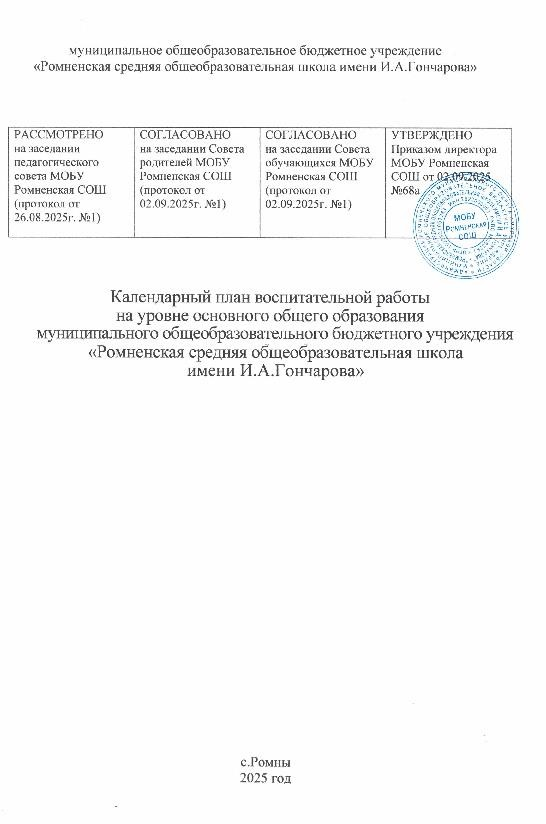 муниципальное общеобразовательное бюджетное учреждение
«Ромненская средняя общеобразовательная школа имени И.А.Гончарова»
РАССМОТРЕНО
на заседании
педагогического
совета МОБУ
Ромненская СОШ
(протокол от
26.08.2025г. №1)
СОГЛАСОВАНО
на заседании Совета
родителей МОБУ
Ромненская СОШ
(протокол от
02.09.2025г. №1)
СОГЛАСОВАНО
на заседании Совета
обучающихся МОБУ
Ромненская СОШ
(протокол от
02.09.2025г. №1)
УТВЕРЖДЕНО
Приказом директора
МОБУ Ромненская
СОШ от 02.09.2025
№68а
МОБУ
Ромненская
СОШ
Календарный план воспитательной работы
на уровне основного общего образования
муниципального общеобразовательного бюджетного учреждения
«Ромненская средняя общеобразовательная школа
имени И.А.Гончарова»
с.Ромны
2025 год